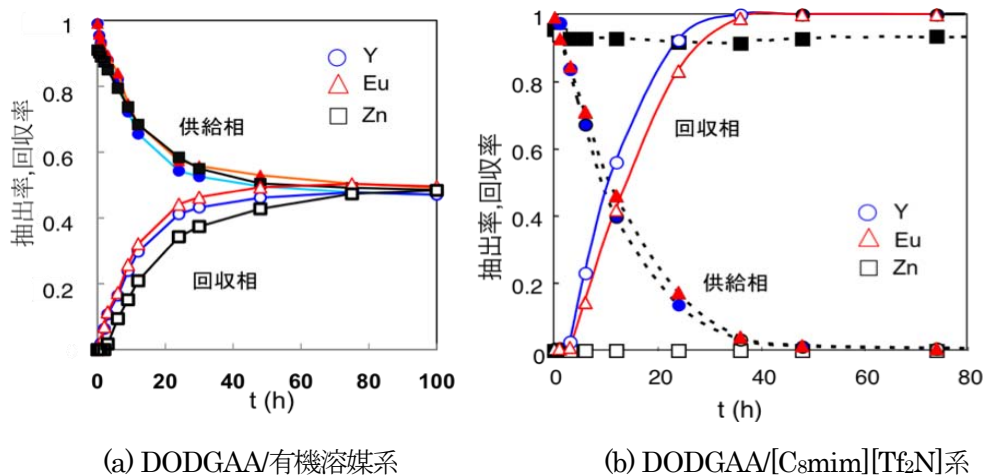 抽出率,回収率
1
0.8
0.6
0.4
0.2
0
0 20 40 60 80 100
t (h)
Y
Eu
Zn
供給相
回収相
(a) DODGAA/有機溶媒系
抽出率,回収率
1
0.8
0.6
0.4
0.2
0
0 20 40 60 80
t (h)
回収相
Y
Eu
Zn
供給相
(b) DODGAA/[C₈mim][Tf₂N]系